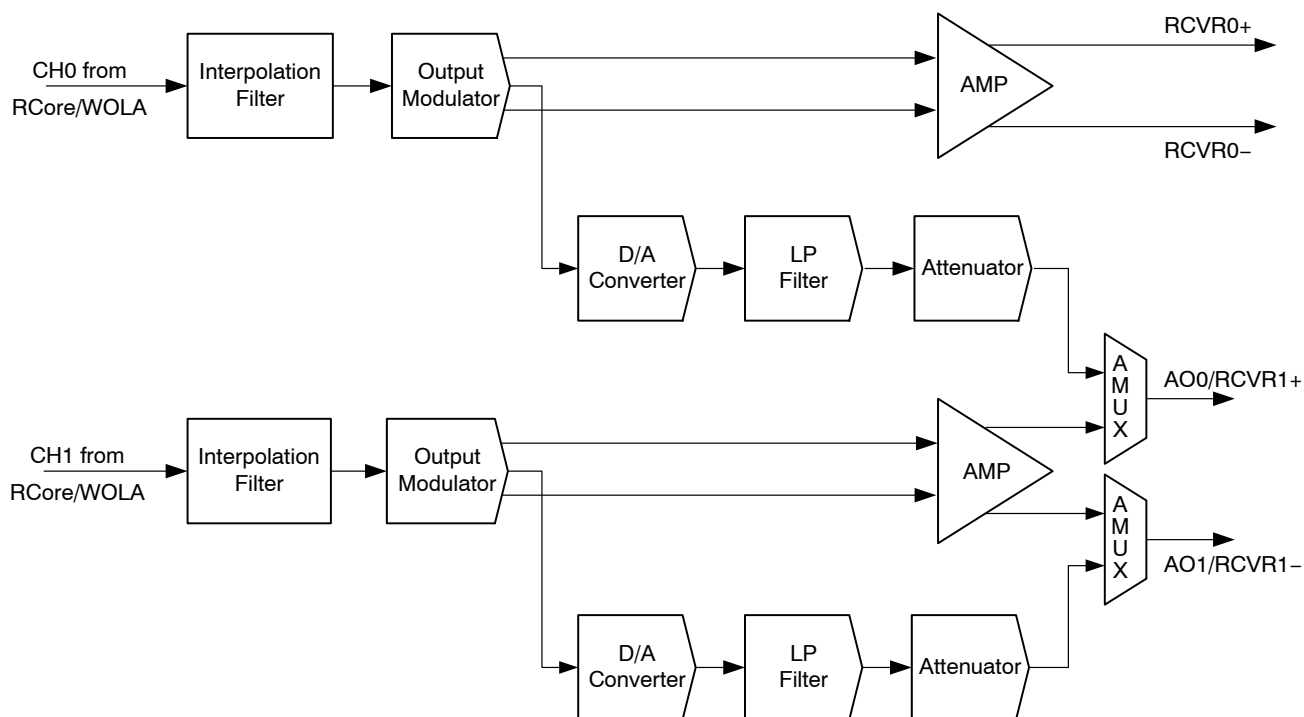 RCVR0+
CH0 from
RCore/WOLA
Interpolation
Filter
Output
Modulator
AMP
RCVR0−
D/A
Converter
LP
Filter
Attenuator
A
M
U
X
AO0/RCVR1+
CH1 from
RCore/WOLA
Interpolation
Filter
Output
Modulator
AMP
A
M
U
X
AO1/RCVR1−
D/A
Converter
LP
Filter
Attenuator